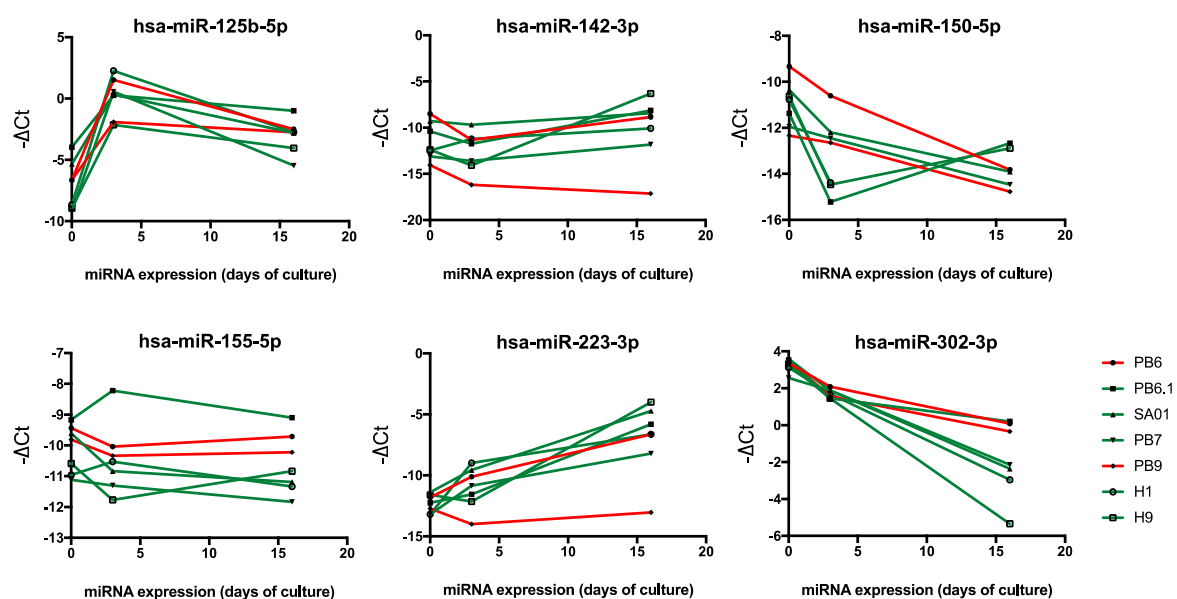 hsa-miR-125b-5p
5
0
-5
-10
-ΔCt
0 5 10 15 20
miRNA expression (days of culture)
hsa-miR-142-3p
0
-5
-10
-15
-20
-ΔCt
0 5 10 15 20
miRNA expression (days of culture)
hsa-miR-150-5p
-8
-10
-12
-14
-16
-ΔCt
0 5 10 15 20
miRNA expression (days of culture)
hsa-miR-155-5p
-7
-8
-9
-10
-11
-12
-13
-ΔCt
0 5 10 15 20
miRNA expression (days of culture)
hsa-miR-223-3p
0
-5
-10
-15
-ΔCt
0 5 10 15 20
miRNA expression (days of culture)
hsa-miR-302-3p
4
2
0
-2
-4
-6
-ΔCt
0 5 10 15 20
miRNA expression (days of culture)
PB6
PB6.1
SA01
PB7
PB9
H1
H9